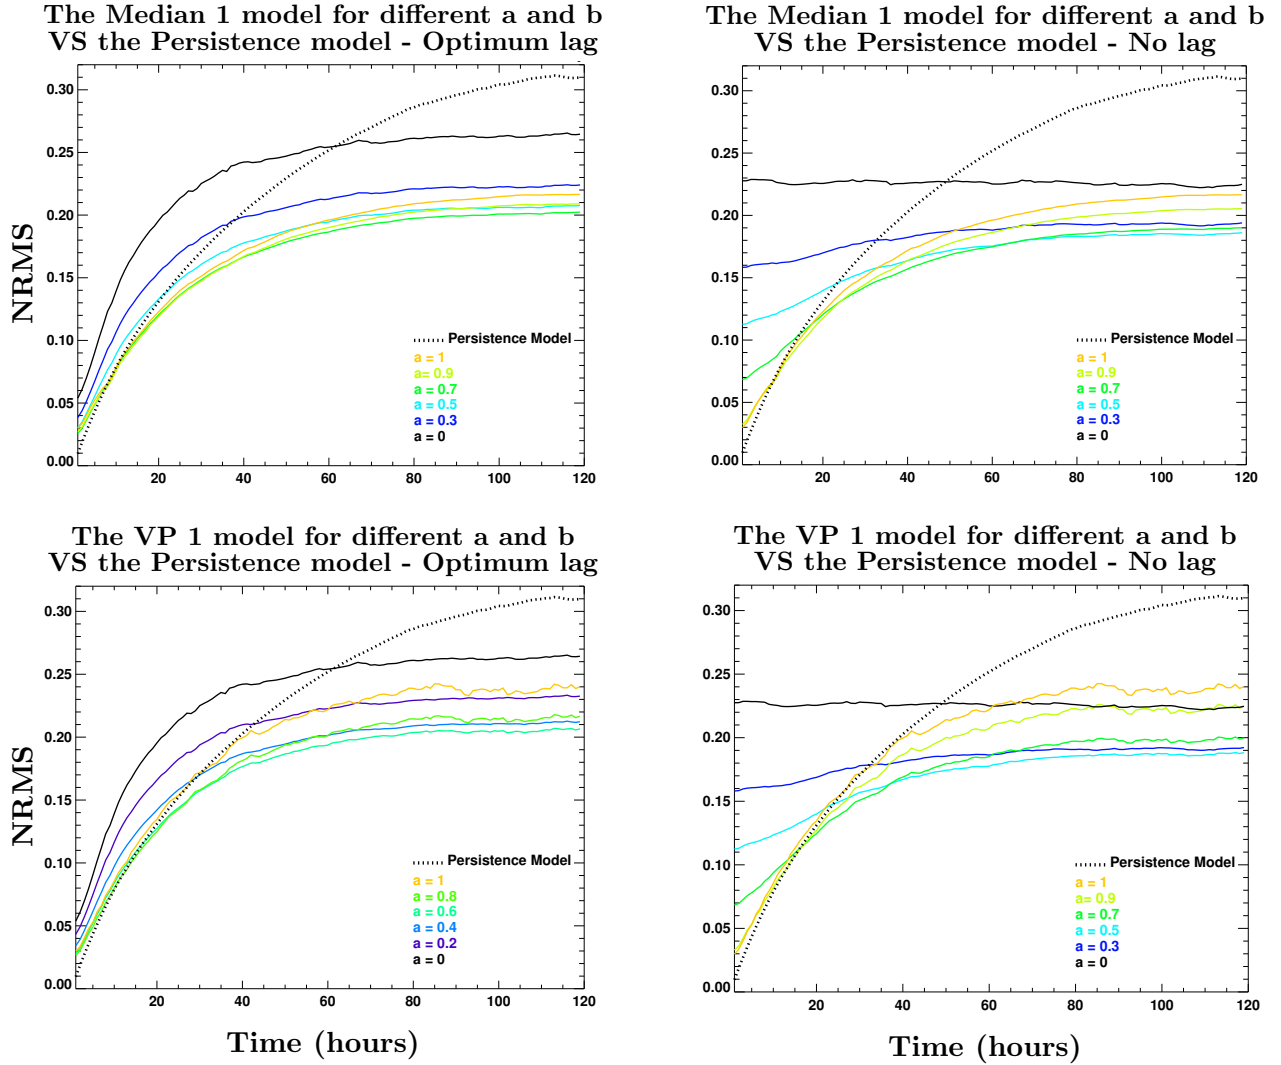 The Median 1 model for different a and b
VS the Persistence model - Optimum lag
NRMS
0.30
0.25
0.20
0.15
0.10
0.05
0.00
20
40
60
80
100
120
Persistence Model
a = 1
a= 0.9
a = 0.7
a = 0.5
a = 0.3
a = 0
The Median 1 model for different a and b
VS the Persistence model - No lag
0.30
0.25
0.20
0.15
0.10
0.05
0.00
20
40
60
80
100
120
Persistence Model
a = 1
a= 0.9
a = 0.7
a = 0.5
a = 0.3
a = 0
The VP 1 model for different a and b
VS the Persistence model - Optimum lag
NRMS
0.30
0.25
0.20
0.15
0.10
0.05
0.00
20
40
60
80
100
120
Persistence Model
a = 1
a = 0.8
a = 0.6
a = 0.4
a = 0.2
a = 0
Time (hours)
The VP 1 model for different a and b
VS the Persistence model - No lag
0.30
0.25
0.20
0.15
0.10
0.05
0.00
20
40
60
80
100
120
Persistence Model
a = 1
a= 0.9
a = 0.7
a = 0.5
a = 0.3
a = 0
Time (hours)